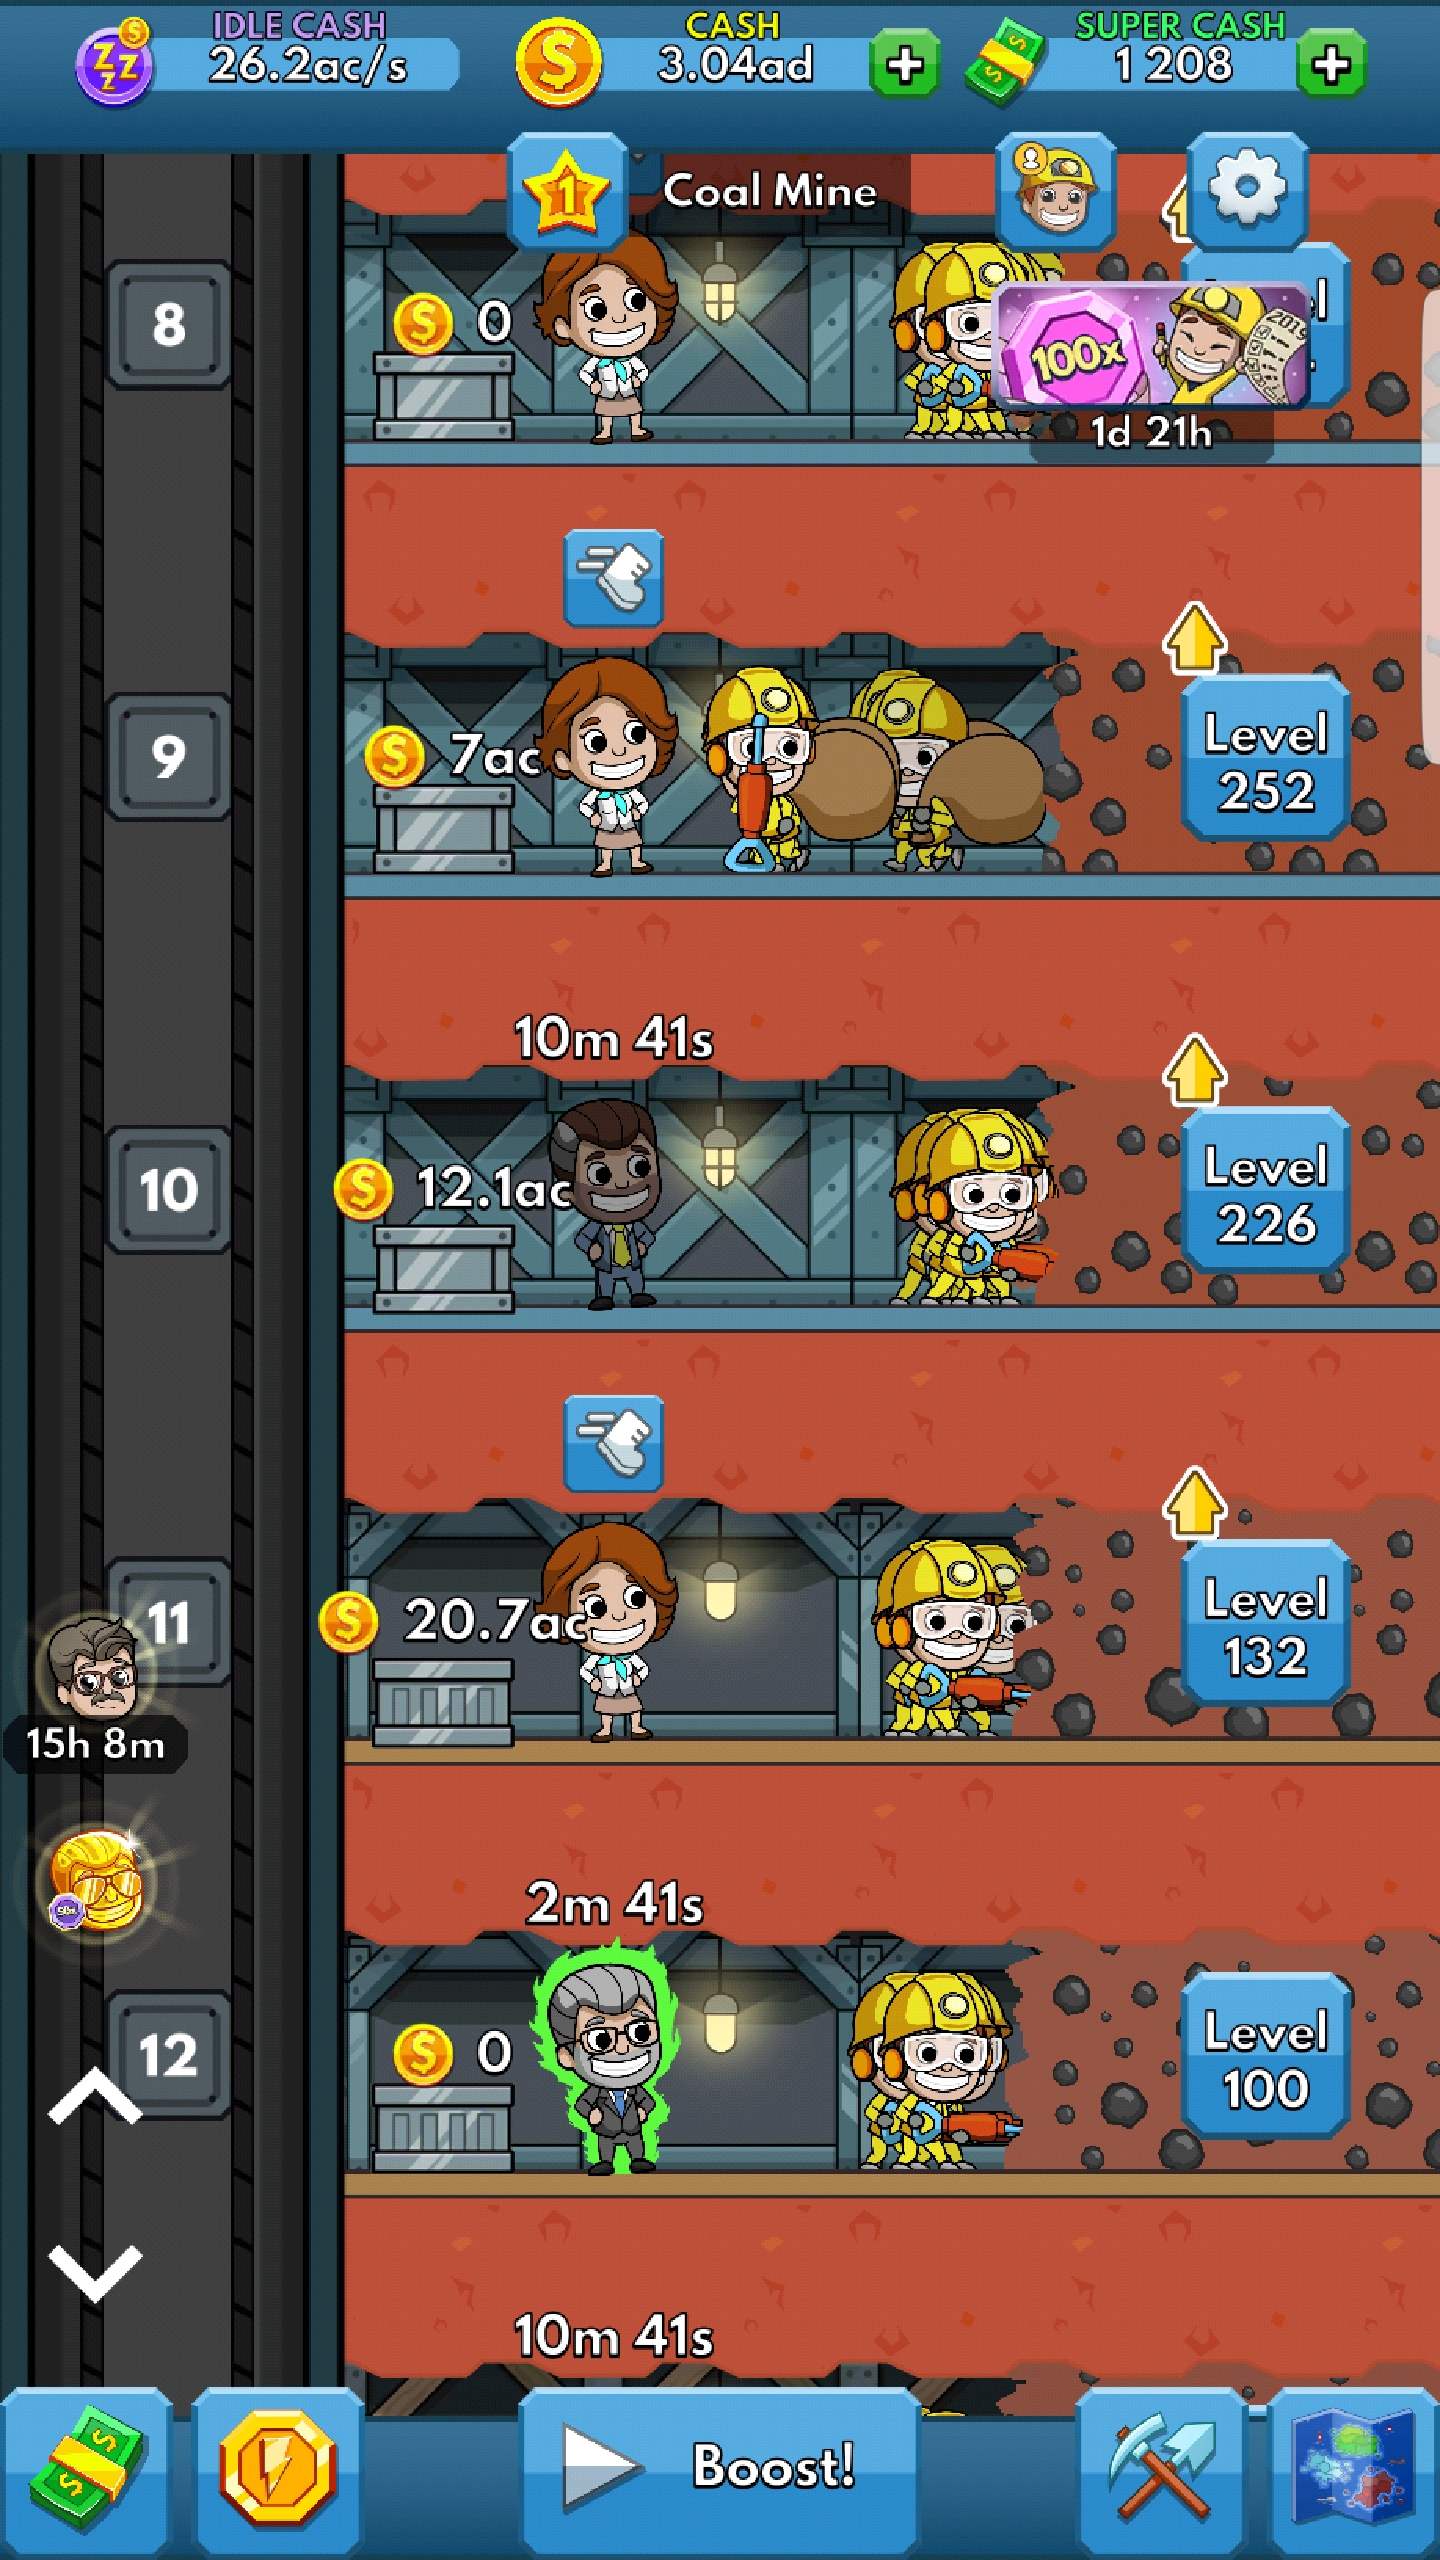 IDLE CASH
26.2ac/s
CASH
3.04ad
SUPER CASH
1 208
1
Coal Mine
8
0
100x
1d 21h
9
7ac
Level
252
10m 41s
10
12.1ac
Level
226
11
20.7ac
Level
132
15h 8m
2m 41s
12
0
Level
100
10m 41s
Boost!